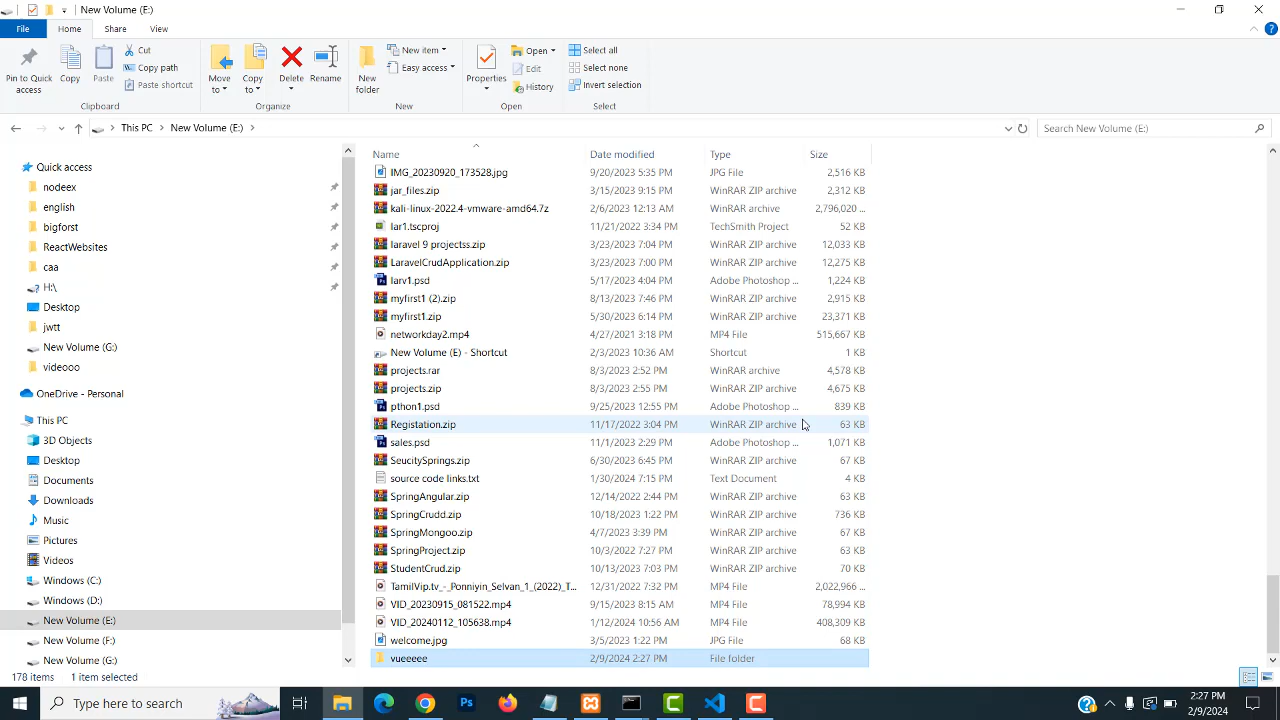 New Volume (E:)
File Home Share View
Pin to Quick access
Copy
Paste
Cut
Copy path
Paste shortcut
Clipboard
Move to
Copy to
Delete
Rename
Organize
New folder
New item
Easy access
New
Properties
Open
Edit
History
Open
Select all
Select none
Invert selection
Select
This PC New Volume (E:)
Search New Volume (E:)
Quick access
nodeex
english
bigforst
ReactWebsites
caa
H:\
Desktop
jwtt
New Volume (G:)
videooo
OneDrive - Personal
This PC
3D Objects
Desktop
Documents
Downloads
Music
Pictures
Videos
Windows (C:)
Windows (D:)
New Volume (E:)
New Volume (F:)
New Volume (G:)
Name Date modified Type Size
IMG_20230920_173528.jpg 9/20/2023 5:35 PM JPG File 2,516 KB
jar_files.zip 3/15/2023 9:15 PM WinRAR ZIP archive 2,312 KB
kali-linux-2022.4-vmware-amd64.7z 2/6/2023 12:13 AM WinRAR archive 2,796,020 ...
lar1.tscproj 11/21/2022 3:34 PM TechSmith Project 52 KB
laravel 9 projectss.zip 3/23/2023 7:04 PM WinRAR ZIP archive 12,033 KB
LaravelCrudApplication.zip 3/23/2023 7:00 PM WinRAR ZIP archive 12,275 KB
larv1.psd 5/17/2023 4:04 PM Adobe Photoshop ... 1,224 KB
myfirst1 (2).zip 8/13/2023 7:46 PM WinRAR ZIP archive 2,915 KB
myfirst1.zip 5/30/2023 6:14 PM WinRAR ZIP archive 23,371 KB
networkday2.mp4 4/27/2021 3:18 PM MP4 File 515,667 KB
New Volume (E) - Shortcut 2/3/2023 10:36 AM Shortcut 1 KB
projects.rar 8/3/2023 2:52 PM WinRAR archive 4,578 KB
projects.zip 8/3/2023 2:55 PM WinRAR ZIP archive 4,675 KB
pthon1.psd 9/25/2023 12:55 PM Adobe Photoshop ... 839 KB
Registation.zip 11/17/2022 3:04 PM WinRAR ZIP archive 63 KB
sales.psd 11/1/2023 2:29 PM Adobe Photoshop ... 1,071 KB
SeucitySprings.zip 6/30/2023 6:45 PM WinRAR ZIP archive 67 KB
source code links.txt 1/30/2024 7:15 PM Text Document 4 KB
SpringAngular.zip 12/14/2022 2:44 PM WinRAR ZIP archive 63 KB
SpringCrudd.zip 10/18/2023 1:22 PM WinRAR ZIP archive 736 KB
SpringMongoo.zip 4/7/2023 3:39 PM WinRAR ZIP archive 67 KB
SpringProject.zip 10/3/2022 7:27 PM WinRAR ZIP archive 63 KB
StudentCrud.zip 10/13/2023 7:03 PM WinRAR ZIP archive 70 KB
TamilVip.tv_-_Ponniyin_Selvan_1_(2022)_T... 12/31/2022 7:32 PM MP4 File 2,022,966 ...
VID_20230915_081522.mp4 9/15/2023 8:15 AM MP4 File 78,994 KB
VID_20240112_105638.mp4 1/12/2024 10:56 AM MP4 File 408,309 KB
welcome.jpg 3/5/2023 1:22 PM JPG File 68 KB
vueeeee 2/9/2024 2:27 PM File folder
178 items 1 item selected
Type here to search
Ps
2:27 PM
2/9/2024